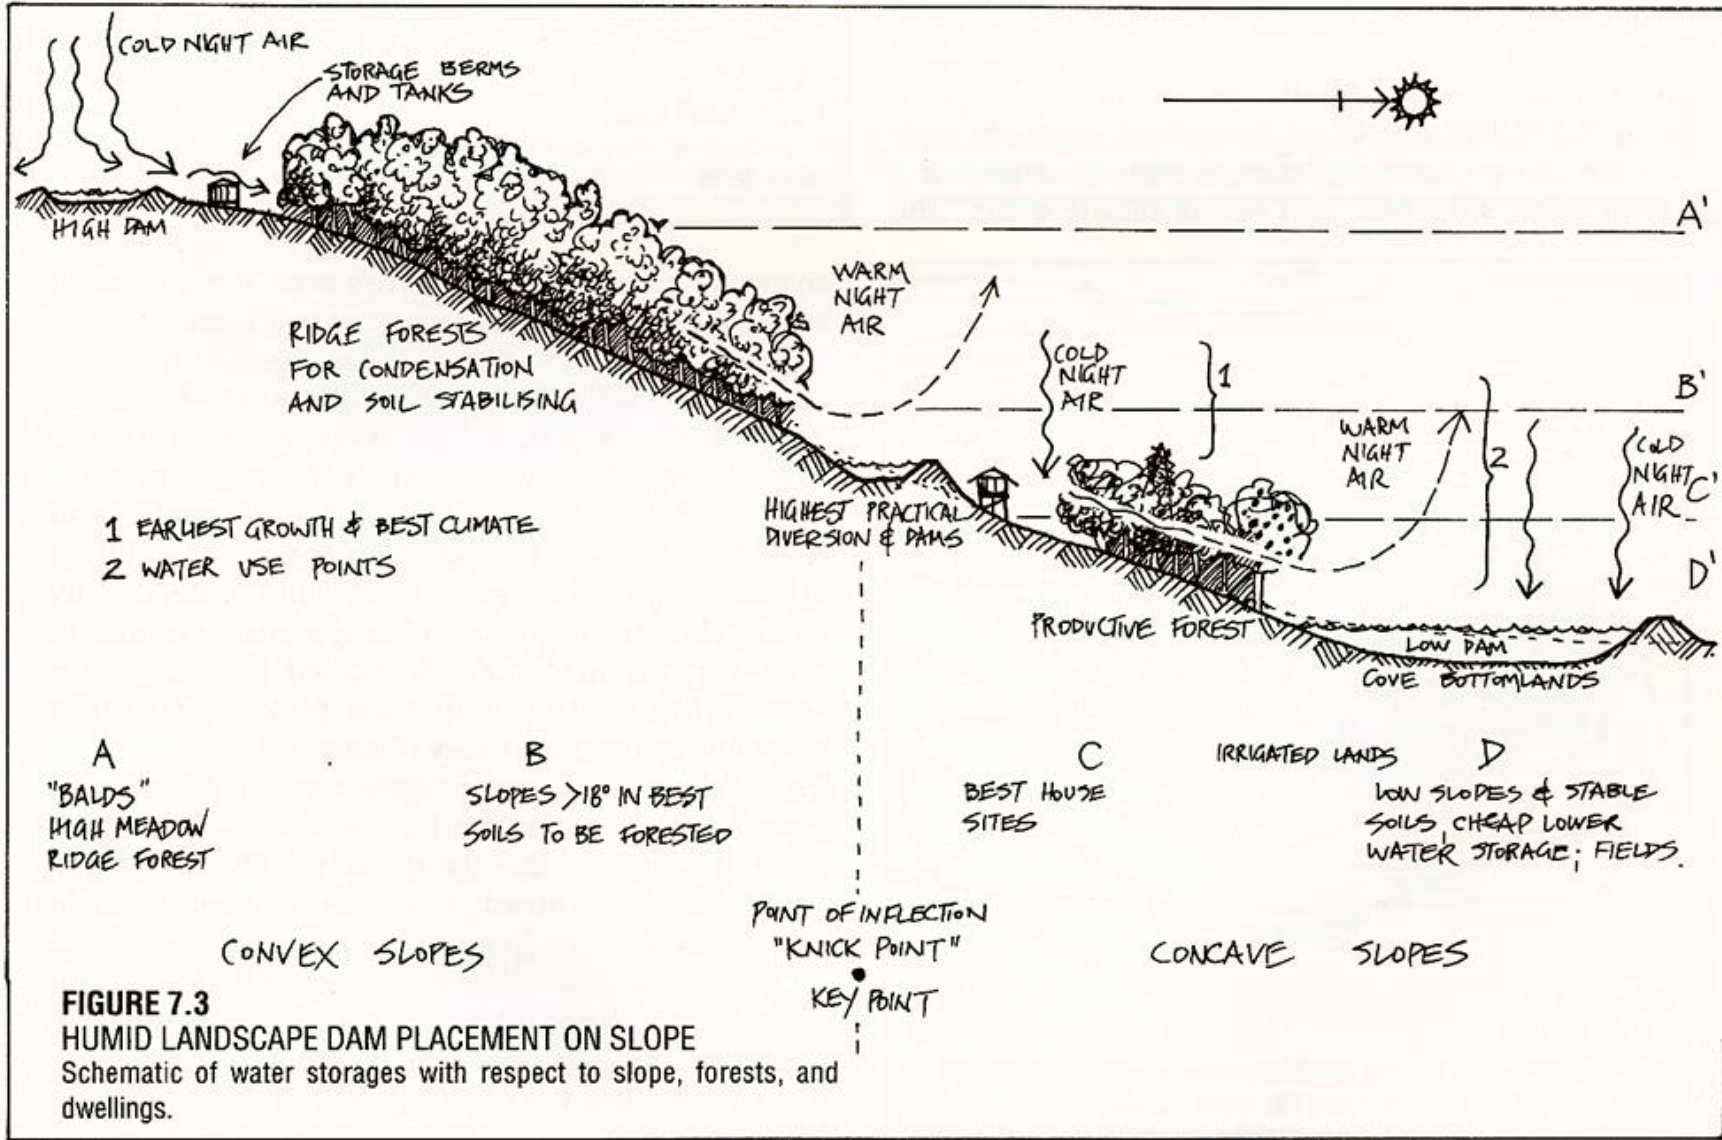 COLD NIGHT AIR
STORAGE BERMS
AND TANKS
HIGH DAM
A'
WARM
NIGHT
AIR
RIDGE FORESTS
FOR CONDENSATION
AND SOIL STABILISING
COLD
NIGHT
AIR
1
B'
WARM
NIGHT
AIR
2
COLD
NIGHT
AIR
C'
1 EARLIEST GROWTH & BEST CLIMATE
2 WATER USE POINTS
HIGHEST PRACTICAL
DIVERSION & DAMS
D'
PRODUCTIVE FOREST
LOW DAM
COVE BOTTOMLANDS
A
"BALDS"
HIGH MEADOW
RIDGE FOREST
B
SLOPES >18° IN BEST
SOILS TO BE FORESTED
C
BEST HOUSE
SITES
IRRIGATED LANDS
D
LOW SLOPES & STABLE
SOILS, CHEAP LOWER
WATER STORAGE; FIELDS.
CONVEX SLOPES
POINT OF INFLECTION
"KNICK POINT"
KEY POINT
CONCAVE SLOPES
FIGURE 7.3
HUMID LANDSCAPE DAM PLACEMENT ON SLOPE
Schematic of water storages with respect to slope, forests, and
dwellings.